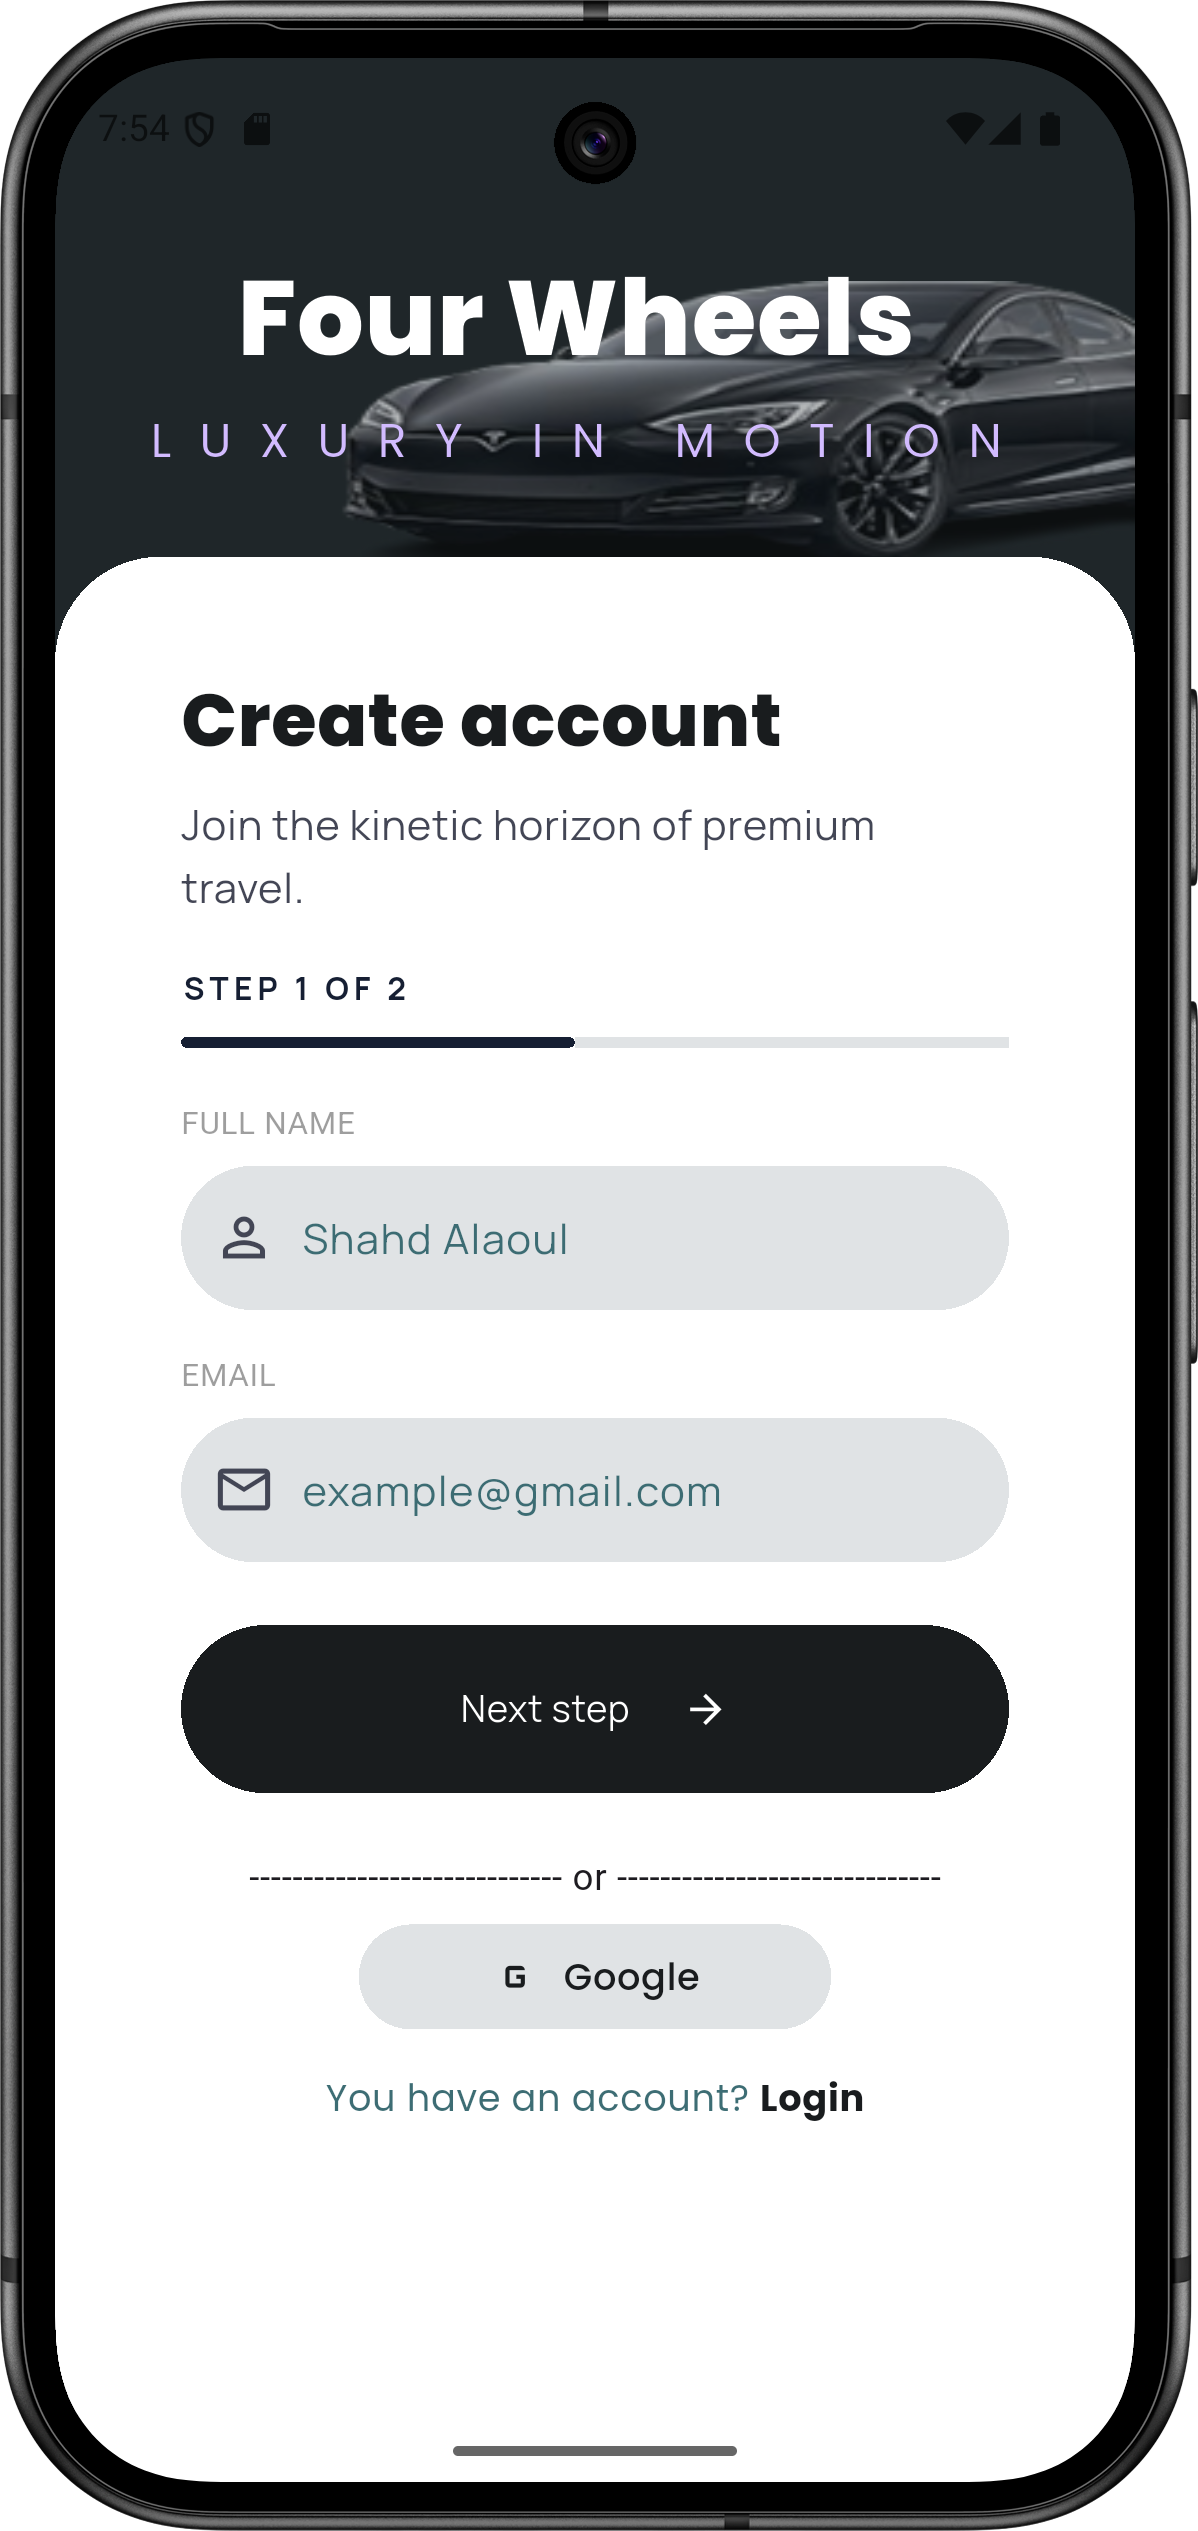 7:54
Four Wheels
LUXURY IN MOTION
Create account
Join the kinetic horizon of premium
travel.
STEP 1 OF 2
FULL NAME
Shahd Alaoul
EMAIL
example@gmail.com
Next step
----------------------------- or ------------------------------
G Google
You have an account? Login